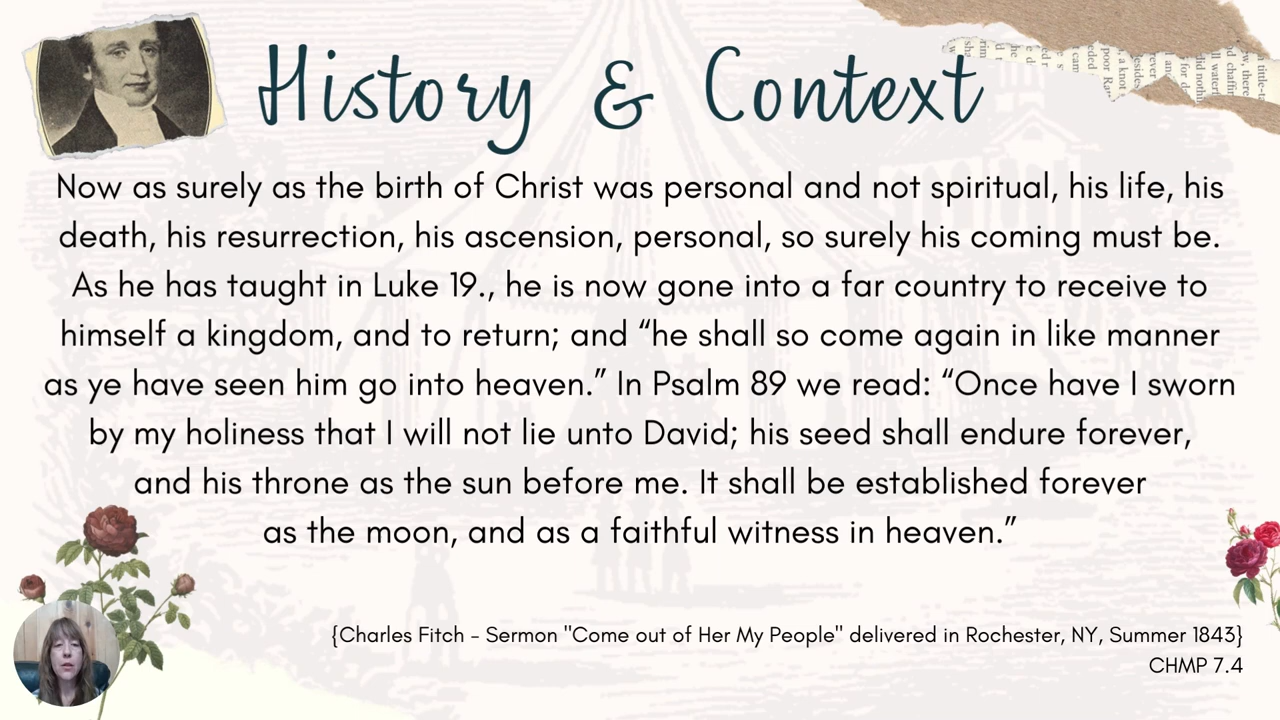 History & Context
Now as surely as the birth of Christ was personal and not spiritual, his life, his
death, his resurrection, his ascension, personal, so surely his coming must be.
As he has taught in Luke 19., he is now gone into a far country to receive to
himself a kingdom, and to return; and “he shall so come again in like manner
as ye have seen him go into heaven.” In Psalm 89 we read: “Once have I sworn
by my holiness that I will not lie unto David; his seed shall endure forever,
and his throne as the sun before me. It shall be established forever
as the moon, and as a faithful witness in heaven.”
{Charles Fitch - Sermon "Come out of Her My People" delivered in Rochester, NY, Summer 1843}
CHMP 7.4